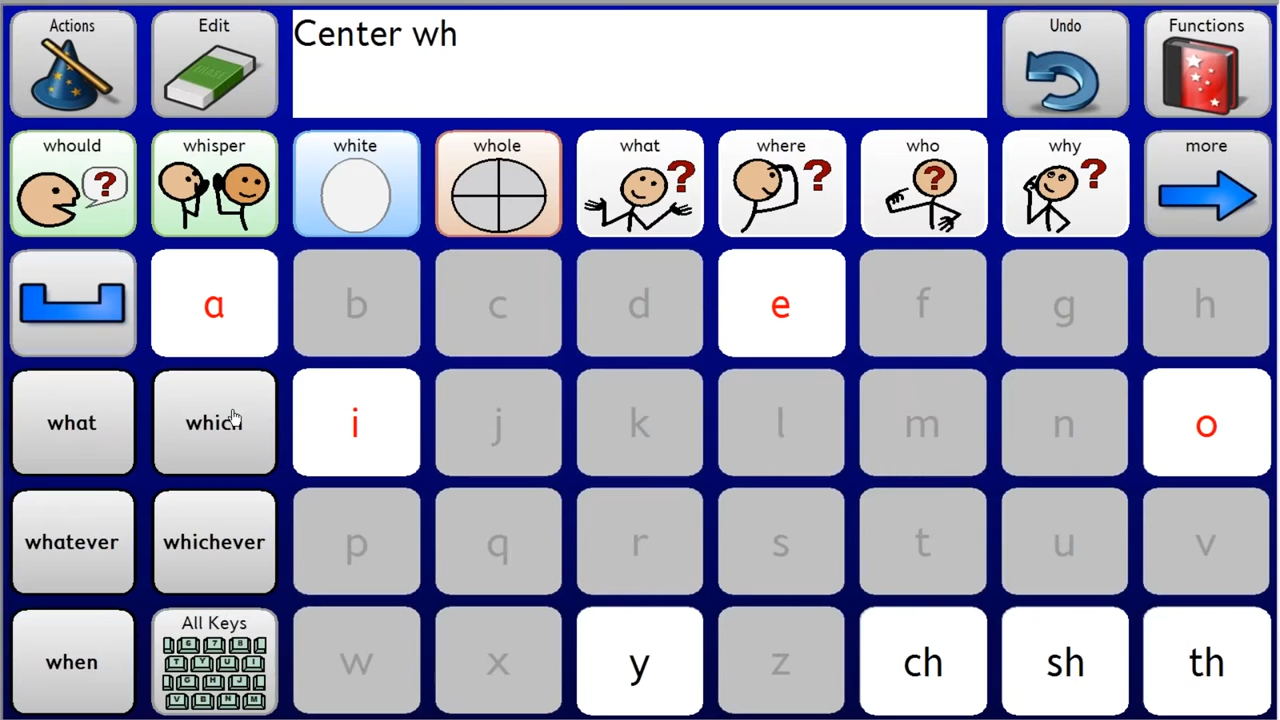 Actions
Edit
Center wh
Undo
Functions
whould
whisper
white
whole
what
where
who
why
more
a
b
c
d
e
f
g
h
what
which
i
j
k
l
m
n
o
whatever
whichever
p
q
r
s
t
u
v
when
All Keys
w
x
y
z
ch
sh
th